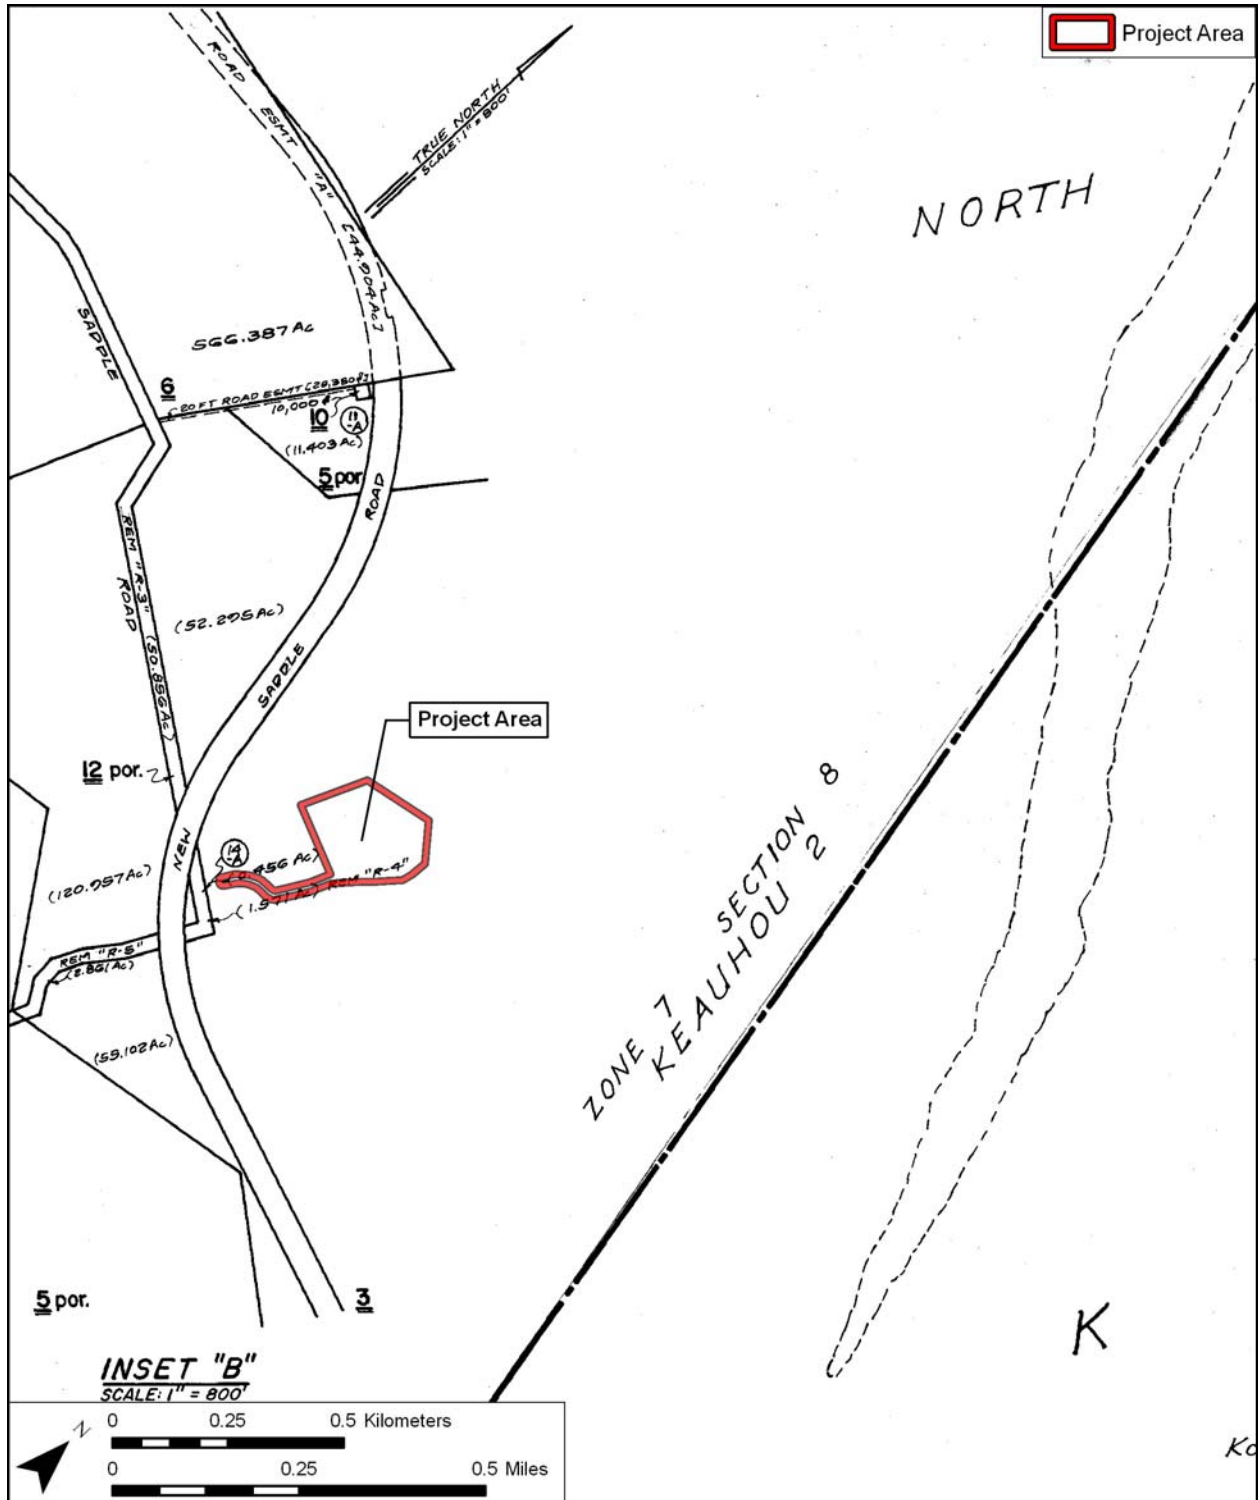 Project Area
ROAD ESMT "A" (44.904 Ac)
TRUE NORTH
SCALE: 1" = 800'
NORTH
SADDLE
566.387 Ac
6
20 FT ROAD ESMT
10,000
10
11
-A
(11.403 Ac)
5 por
ROAD
REM "R-3" (50.856 Ac)
ROAD
(52.295 Ac)
SADDLE
Project Area
12 por.
NEW
14
-A
456 Ac)
REM "R-4"
(120.957 Ac)
REM "R-5"
(2.861 Ac)
SECTION 8
ZONE 7
KEAUHOU 2
(59.102 Ac)
5 por.
3
K
INSET "B"
SCALE: 1" = 800'
N
0 0.25 0.5 Kilometers
0 0.25 0.5 Miles